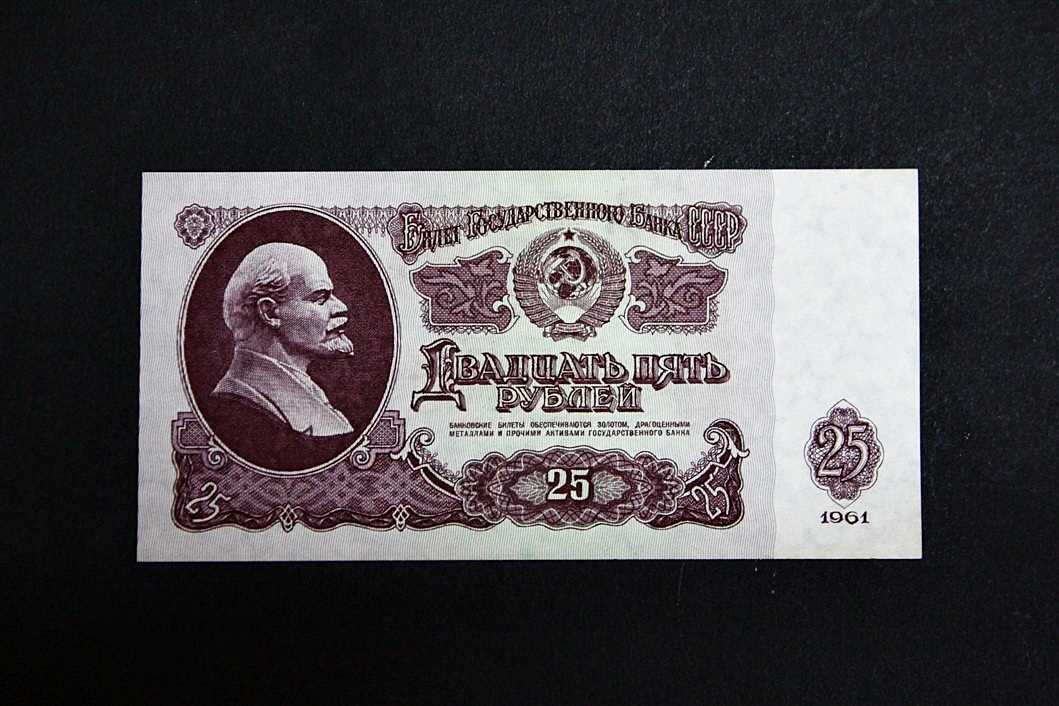 Билет Государственного Банка СССР
Двадцать пять
рублей
БАНКОВСКИЕ БИЛЕТЫ ОБЕСПЕЧИВАЮТСЯ ЗОЛОТОМ, ДРАГОЦЕННЫМИ
МЕТАЛЛАМИ И ПРОЧИМИ АКТИВАМИ ГОСУДАРСТВЕННОГО БАНКА
25
25
25
25
1961